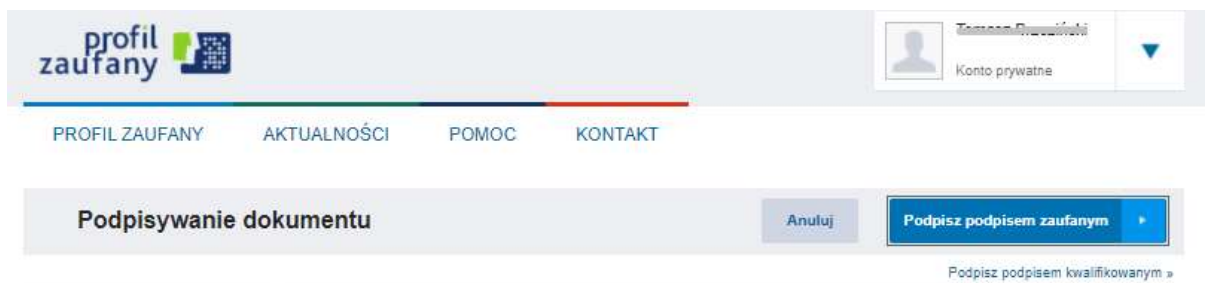 profil
zaufany
Konto prywatne
PROFIL ZAUFANY AKTUALNOŚCI POMOC KONTAKT
Podpisywanie dokumentu
Anuluj
Podpisz podpisem zaufanym
Podpisz podpisem kwalifikowanym »